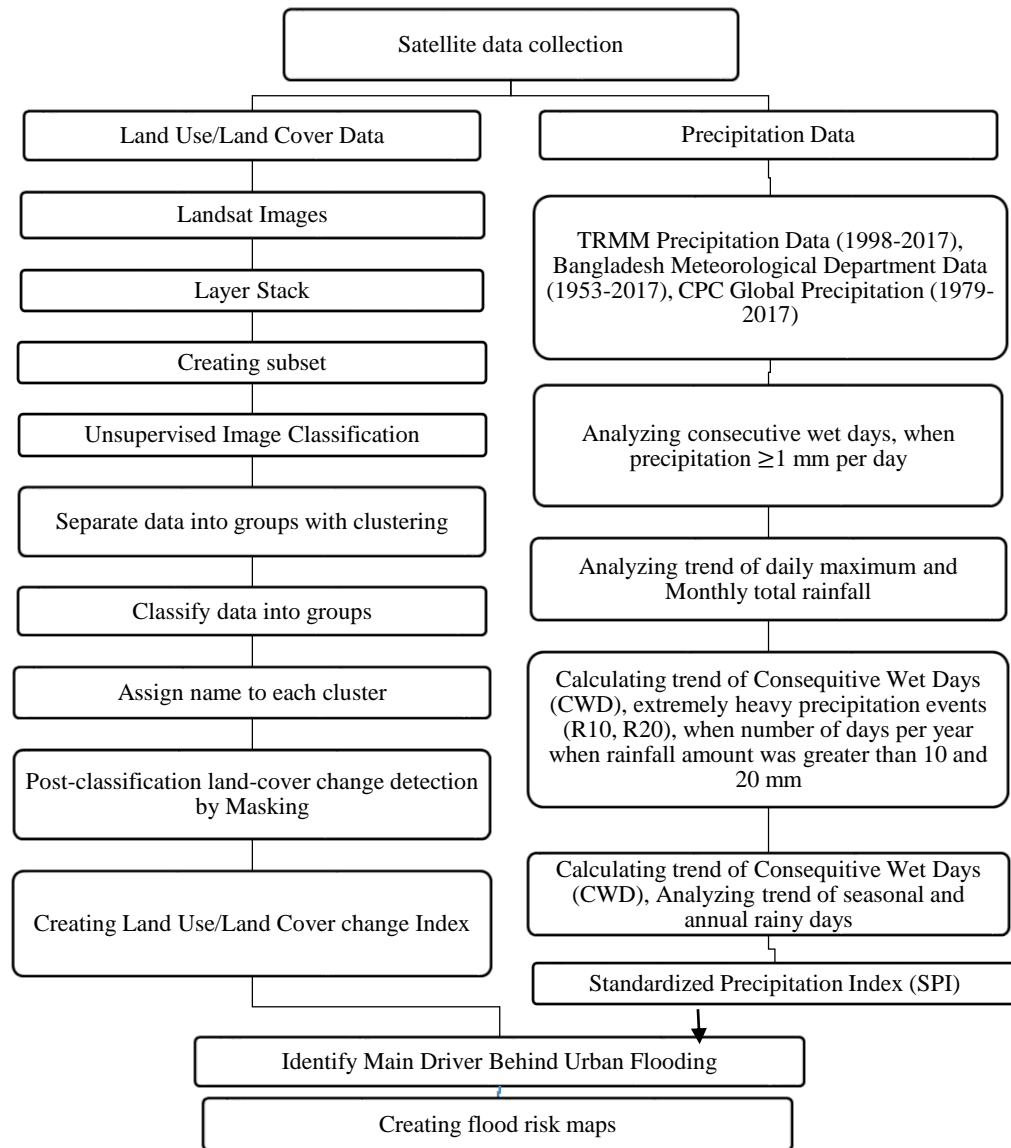 Satellite data collection
Land Use/Land Cover Data
Landsat Images
Layer Stack
Creating subset
Unsupervised Image Classification
Separate data into groups with clustering
Classify data into groups
Assign name to each cluster
Post-classification land-cover change detection
by Masking
Creating Land Use/Land Cover change Index
Precipitation Data
TRMM Precipitation Data (1998-2017),
Bangladesh Meteorological Department Data
(1953-2017), CPC Global Precipitation (1979-
2017)
Analyzing consecutive wet days, when
precipitation ≥1 mm per day
Analyzing trend of daily maximum and
Monthly total rainfall
Calculating trend of Consequitive Wet Days
(CWD), extremely heavy precipitation events
(R10, R20), when number of days per year
when rainfall amount was greater than 10 and
20 mm
Calculating trend of Consequitive Wet Days
(CWD), Analyzing trend of seasonal and
annual rainy days
Standardized Precipitation Index (SPI)
Identify Main Driver Behind Urban Flooding
Creating flood risk maps